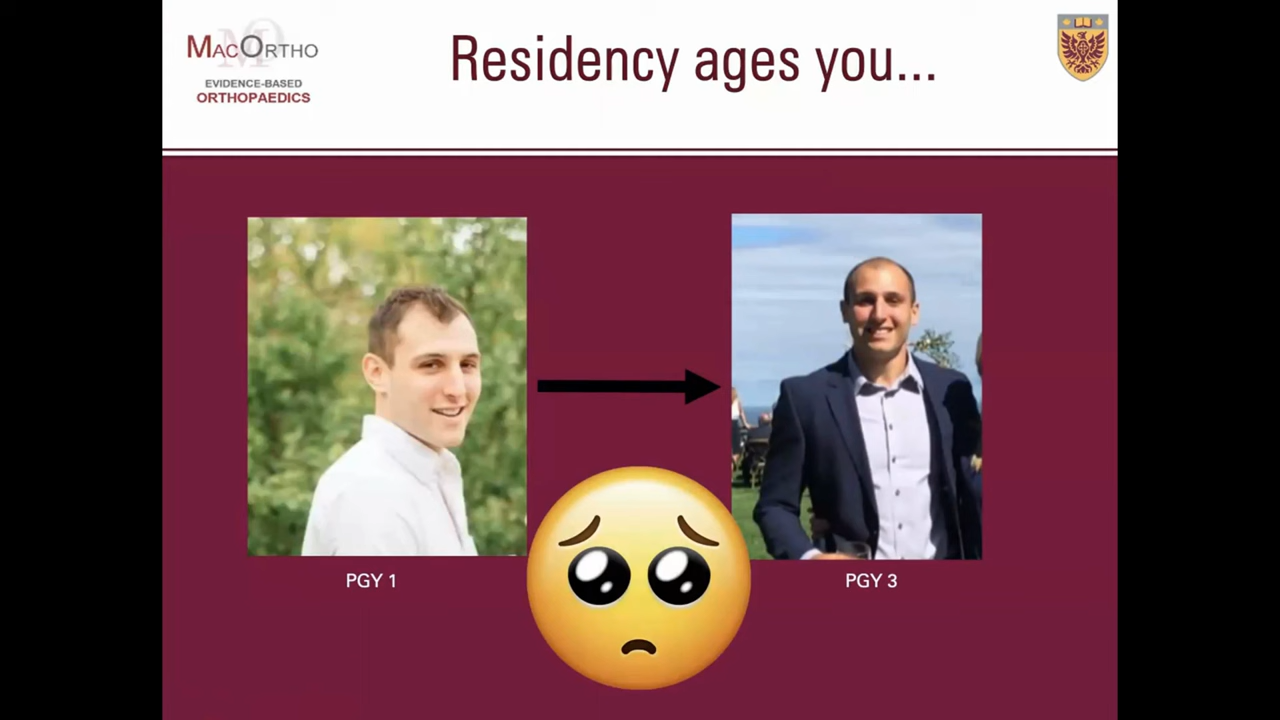 MACORTHO
EVIDENCE-BASED
ORTHOPAEDICS
Residency ages you...
PGY 1
PGY 3